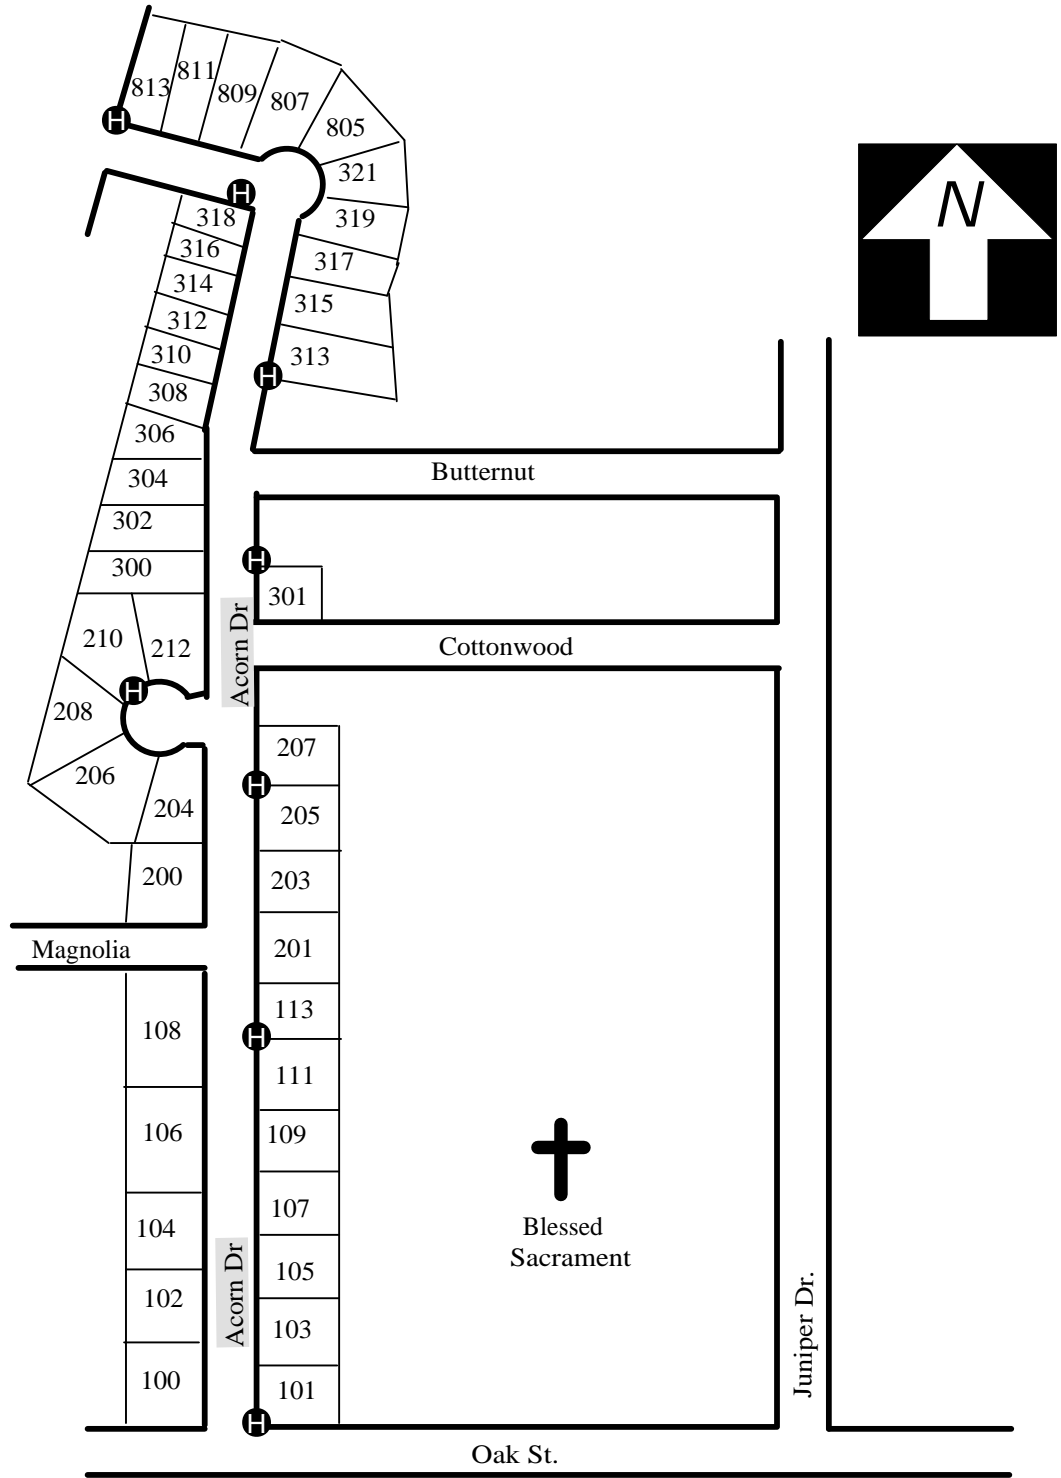 813
811
809
807
805
321
319
317
315
313
H
H
H
N
318
316
314
312
310
308
306
304
302
300
Butternut
H
301
Acorn Dr
Cottonwood
210
212
H
208
206
204
200
207
H
205
203
201
113
H
111
109
107
105
103
101
H
Magnolia
108
106
104
102
100
Acorn Dr
Blessed
Sacrament
Juniper Dr.
Oak St.